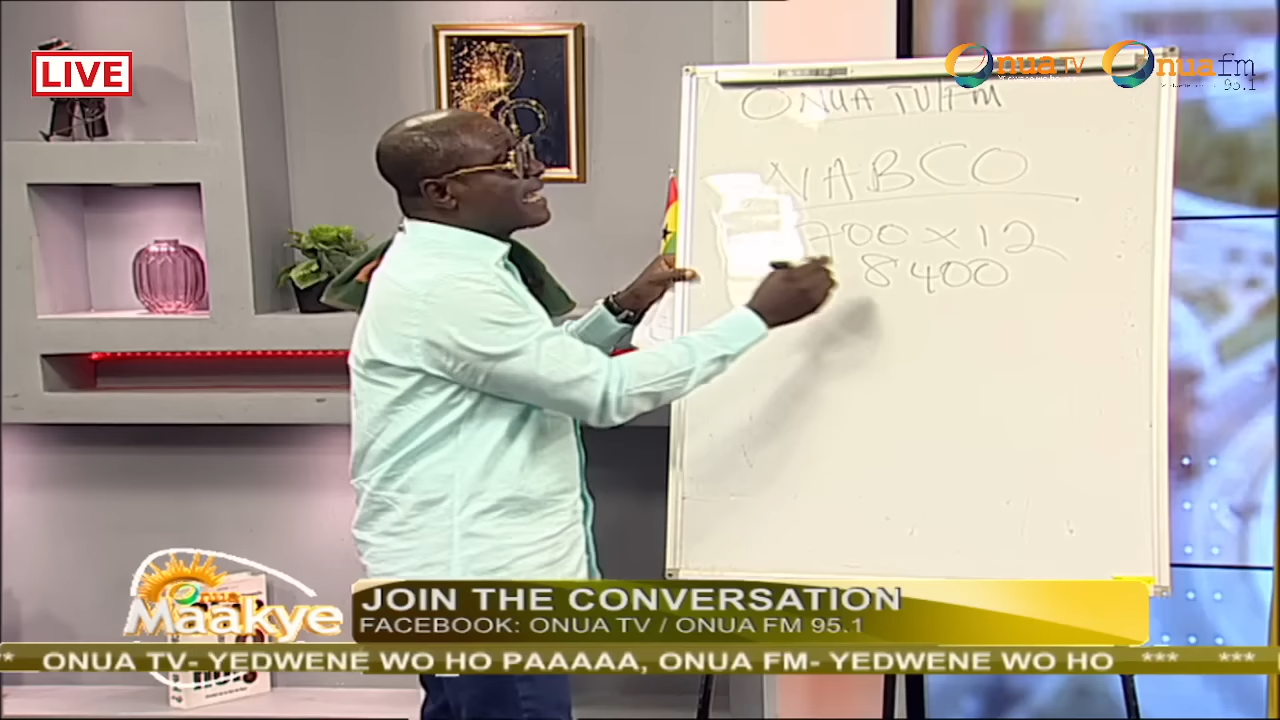 LIVE
Onua TV
Onua fm
95.1
ONUA TV/FM
NABCO
700 x 12
8400
Onua
Maakye
JOIN THE CONVERSATION
FACEBOOK: ONUA TV / ONUA FM 95.1
* ONUA TV- YEDWENE WO HO PAAAAA, ONUA FM- YEDWENE WO HO *** ***